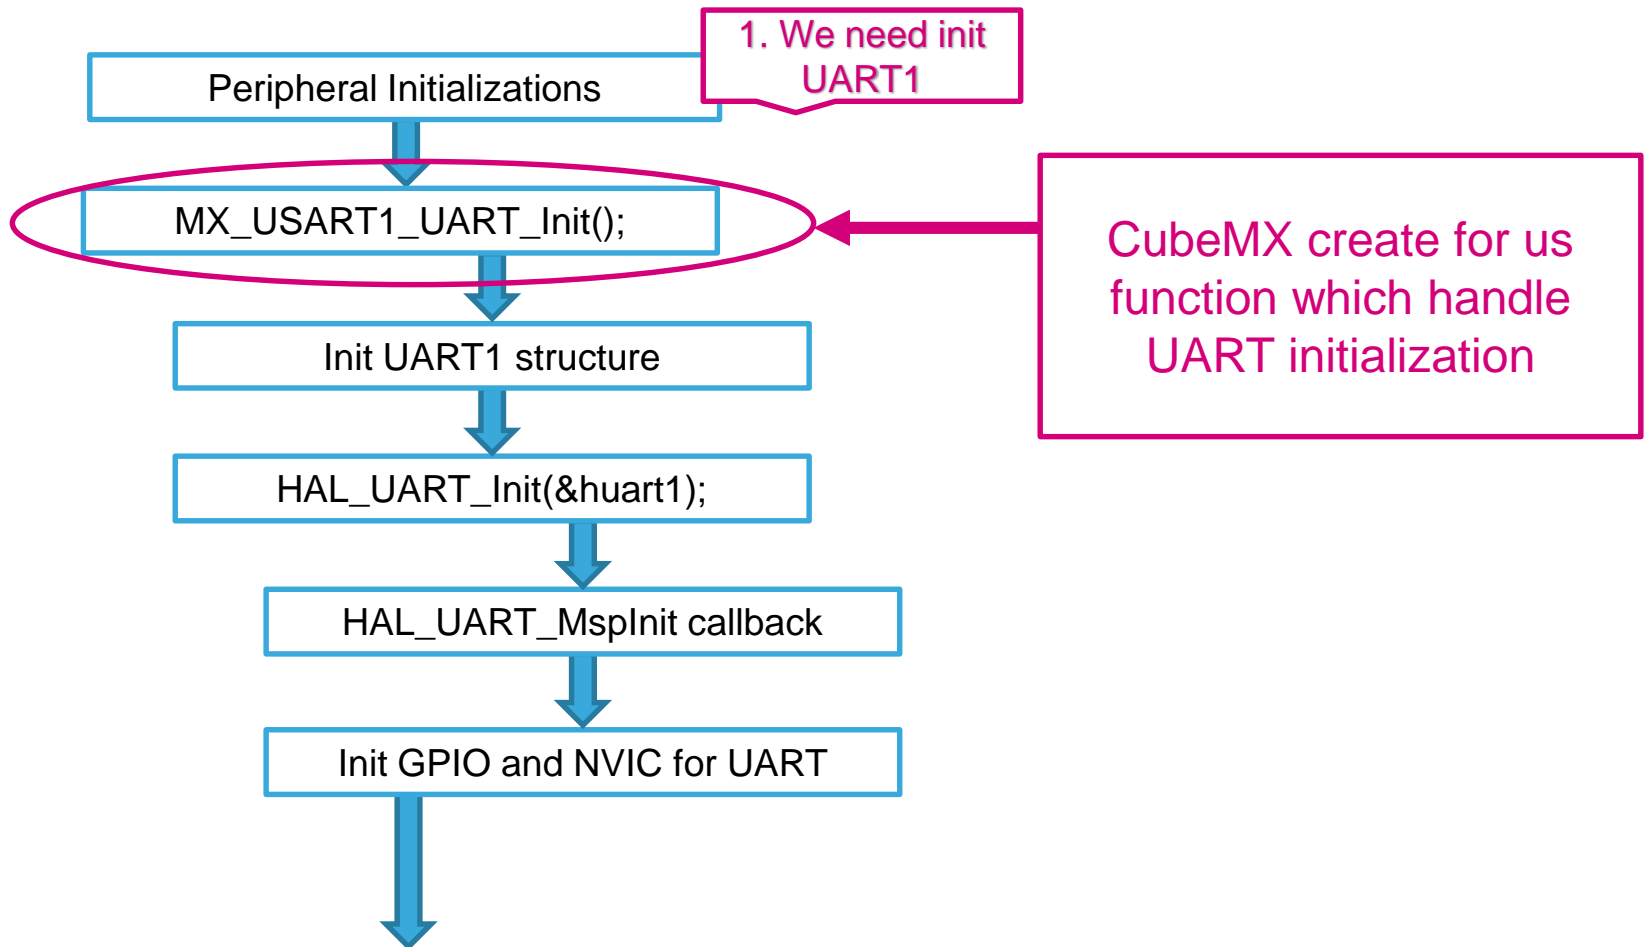 1. We need init
UART1
Peripheral Initializations
MX_USART1_UART_Init();
CubeMX create for us
function which handle
UART initialization
Init UART1 structure
HAL_UART_Init(&huart1);
HAL_UART_MspInit callback
Init GPIO and NVIC for UART